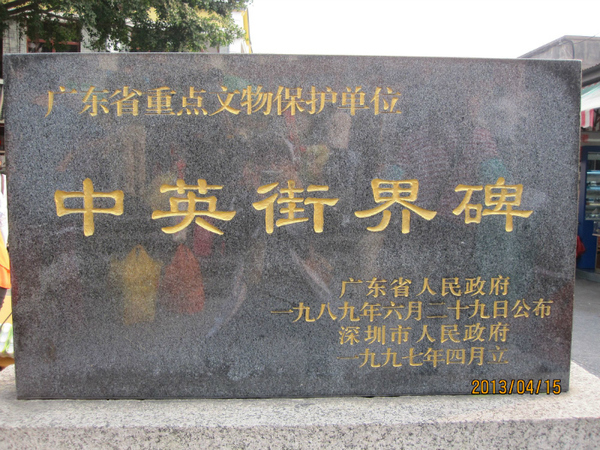 广东省重点文物保护单位
中英街界碑
广东省人民政府
一九八九年六月二十九日公布
深圳市人民政府
一九九七年四月立
2013/04/15